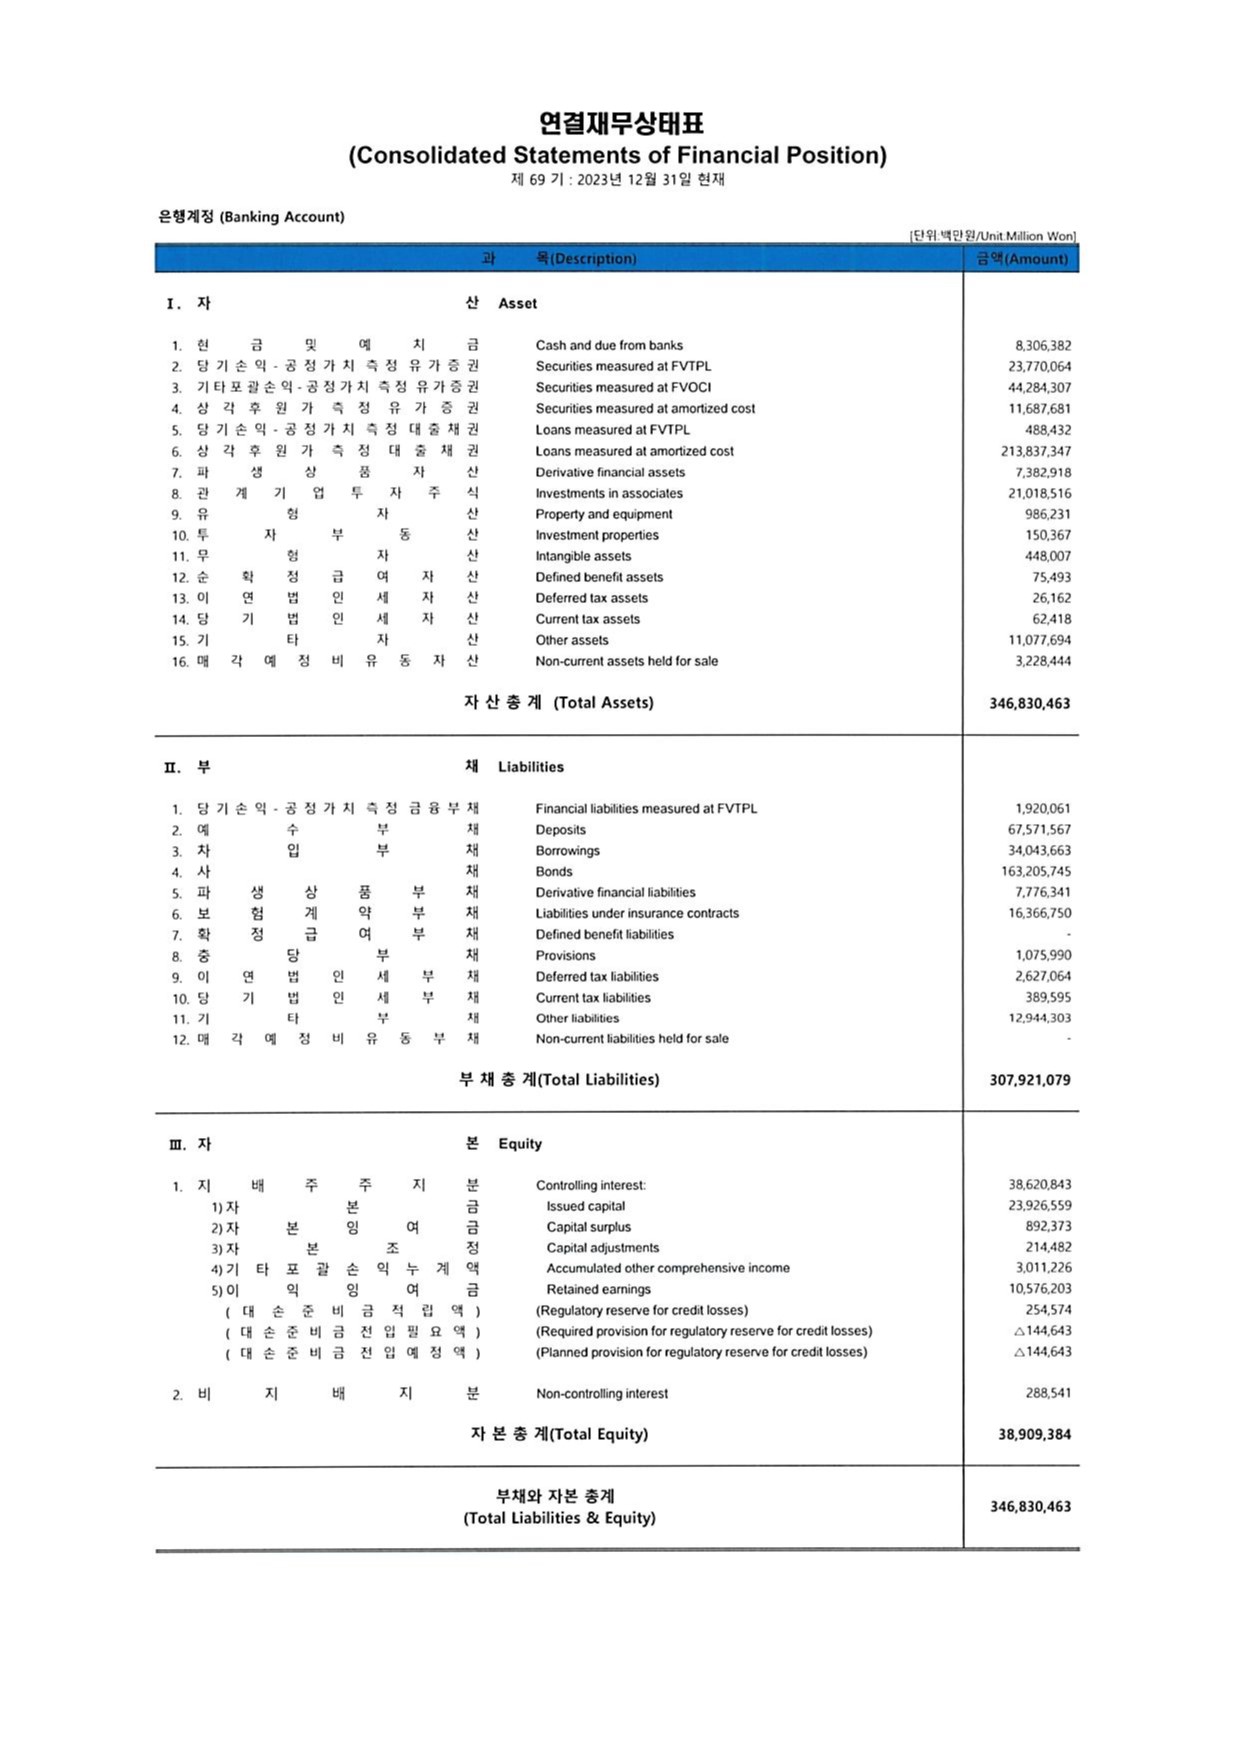 연결재무상태표
(Consolidated Statements of Financial Position)
제 69 기 : 2023년 12월 31일 현재
은행계정 (Banking Account)
[단위:백만원/Unit:Million Won]
과 목(Description) 금액(Amount)
I. 자 산 Asset
1. 현 금 및 예 치 금 Cash and due from banks 8,306,382
2. 당기손익-공정가치 측정 유가증권 Securities measured at FVTPL 23,770,064
3. 기타포괄손익-공정가치 측정 유가증권 Securities measured at FVOCI 44,284,307
4. 상 각 후 원 가 측 정 유 가 증 권 Securities measured at amortized cost 11,687,681
5. 당기손익-공정가치 측정 대출채권 Loans measured at FVTPL 488,432
6. 상 각 후 원 가 측 정 대 출 채 권 Loans measured at amortized cost 213,837,347
7. 파 생 상 품 자 산 Derivative financial assets 7,382,918
8. 관 계 기 업 투 자 주 식 Investments in associates 21,018,516
9. 유 형 자 산 Property and equipment 986,231
10. 투 자 부 동 산 Investment properties 150,367
11. 무 형 자 산 Intangible assets 448,007
12. 순 확 정 급 여 자 산 Defined benefit assets 75,493
13. 이 연 법 인 세 자 산 Deferred tax assets 26,162
14. 당 기 법 인 세 자 산 Current tax assets 62,418
15. 기 타 자 산 Other assets 11,077,694
16. 매 각 예 정 비 유 동 자 산 Non-current assets held for sale 3,228,444
자 산 총 계 (Total Assets) 346,830,463
II. 부 채 Liabilities
1. 당기손익-공정가치 측정 금융부채 Financial liabilities measured at FVTPL 1,920,061
2. 예 수 부 채 Deposits 67,571,567
3. 차 입 부 채 Borrowings 34,043,663
4. 사 채 Bonds 163,205,745
5. 파 생 상 품 부 채 Derivative financial liabilities 7,776,341
6. 보 험 계 약 부 채 Liabilities under insurance contracts 16,366,750
7. 확 정 급 여 부 채 Defined benefit liabilities -
8. 충 당 부 채 Provisions 1,075,990
9. 이 연 법 인 세 부 채 Deferred tax liabilities 2,627,064
10. 당 기 법 인 세 부 채 Current tax liabilities 389,595
11. 기 타 부 채 Other liabilities 12,944,303
12. 매 각 예 정 비 유 동 부 채 Non-current liabilities held for sale -
부 채 총 계(Total Liabilities) 307,921,079
III. 자 본 Equity
1. 지 배 주 주 지 분 Controlling interest: 38,620,843
1) 자 본 금 Issued capital 23,926,559
2) 자 본 잉 여 금 Capital surplus 892,373
3) 자 본 조 정 Capital adjustments 214,482
4) 기 타 포 괄 손 익 누 계 액 Accumulated other comprehensive income 3,011,226
5) 이 익 잉 여 금 Retained earnings 10,576,203
( 대 손 준 비 금 적 립 액 ) (Regulatory reserve for credit losses) 254,574
( 대 손 준 비 금 전 입 필 요 액 ) (Required provision for regulatory reserve for credit losses) △144,643
( 대 손 준 비 금 전 입 예 정 액 ) (Planned provision for regulatory reserve for credit losses) △144,643
2. 비 지 배 지 분 Non-controlling interest 288,541
자 본 총 계(Total Equity) 38,909,384
부채와 자본 총계
(Total Liabilities & Equity) 346,830,463